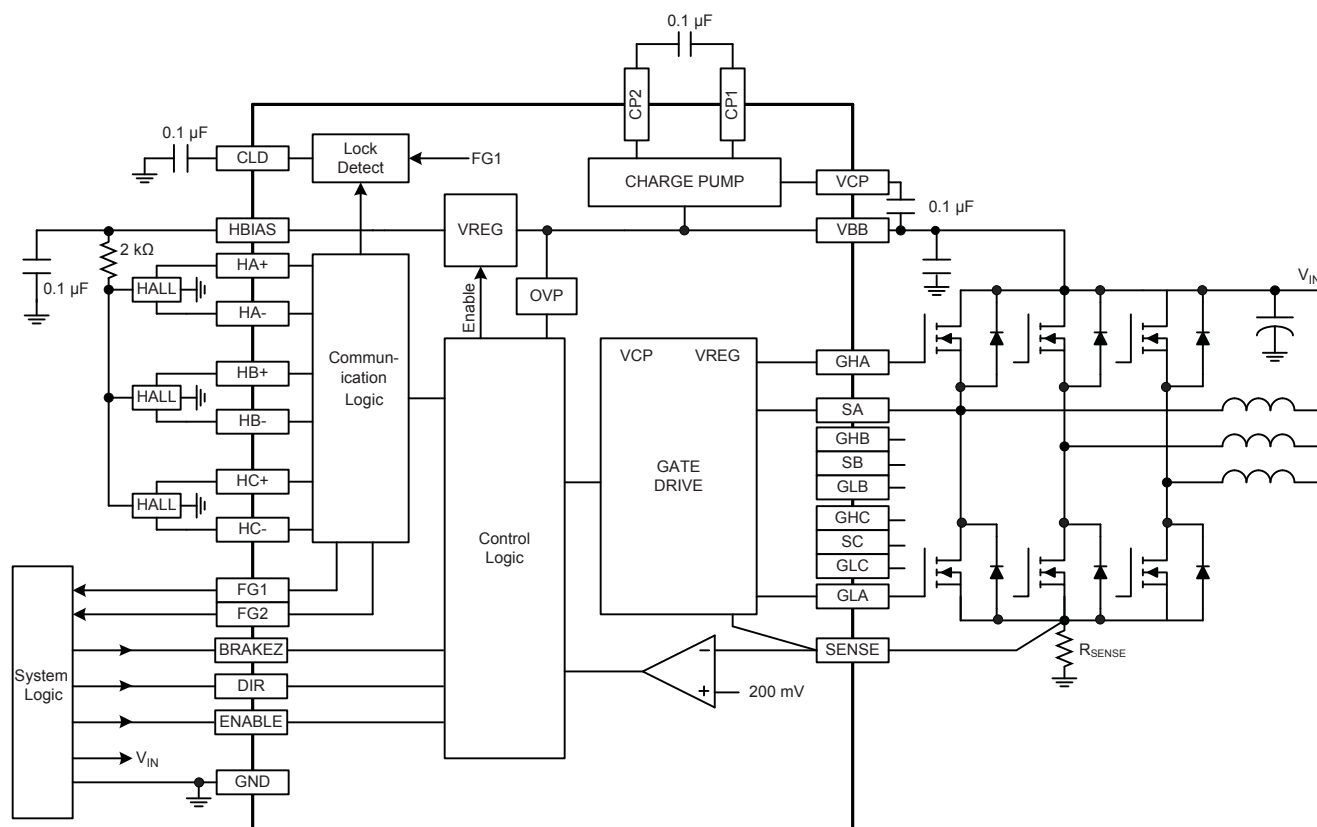 0.1 µF
CP2
CP1
0.1 µF
CLD
Lock
Detect
FG1
CHARGE PUMP
VCP
0.1 µF
HBIAS
VREG
VBB
2 kΩ
HA+
HALL
0.1 µF
HA-
Enable
OVP
V_IN
Commun-
ication
Logic
VCP
VREG
GHA
HB+
HALL
HB-
SA
GHB
SB
GLB
GATE
DRIVE
HC+
HALL
HC-
GHC
SC
GLC
Control
Logic
FG1
FG2
GLA
BRAKEZ
SENSE
R_SENSE
System
Logic
DIR
–
+
200 mV
ENABLE
V_IN
GND